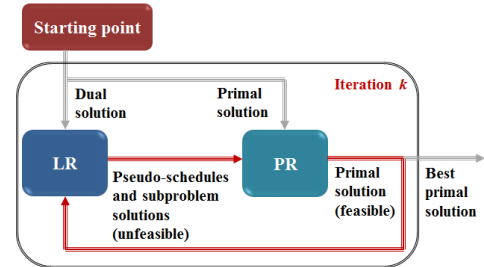 Starting point
Iteration k
Dual
solution
Primal
solution
LR
PR
Pseudo-schedules
and subproblem
solutions
(unfeasible)
Primal
solution
(feasible)
Best
primal
solution